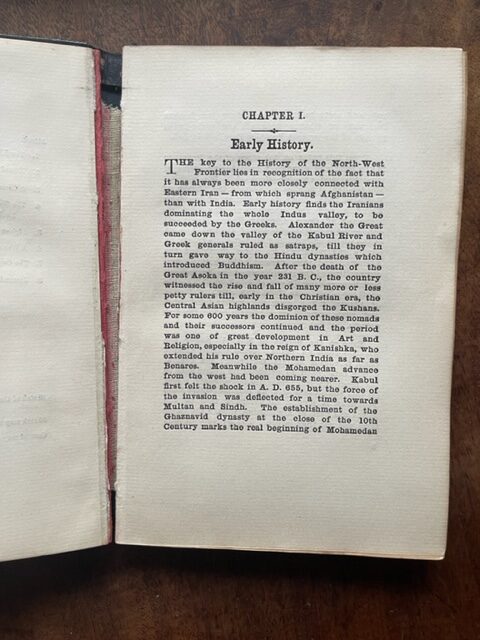 CHAPTER I.
Early History.
THE key to the History of the North-West
Frontier lies in recognition of the fact that
it has always been more closely connected with
Eastern Iran — from which sprang Afghanistan —
than with India. Early history finds the Iranians
dominating the whole Indus valley, to be
succeeded by the Greeks. Alexander the Great
came down the valley of the Kabul River and
Greek generals ruled as satraps, till they in
turn gave way to the Hindu dynasties which
introduced Buddhism. After the death of the
Great Asoka in the year 231 B. C., the country
witnessed the rise and fall of many more or less
petty rulers till, early in the Christian era, the
Central Asian highlands disgorged the Kushans.
For some 600 years the dominion of these nomads
and their successors continued and the period
was one of great development in Art and
Religion, especially in the reign of Kanishka, who
extended his rule over Northern India as far as
Benares. Meanwhile the Mohamedan advance
from the west had been coming nearer. Kabul
first felt the shock in A. D. 655, but the force of
the invasion was deflected for a time towards
Multan and Sindh. The establishment of the
Ghaznavid dynasty at the close of the 10th
Century marks the real beginning of Mohamedan